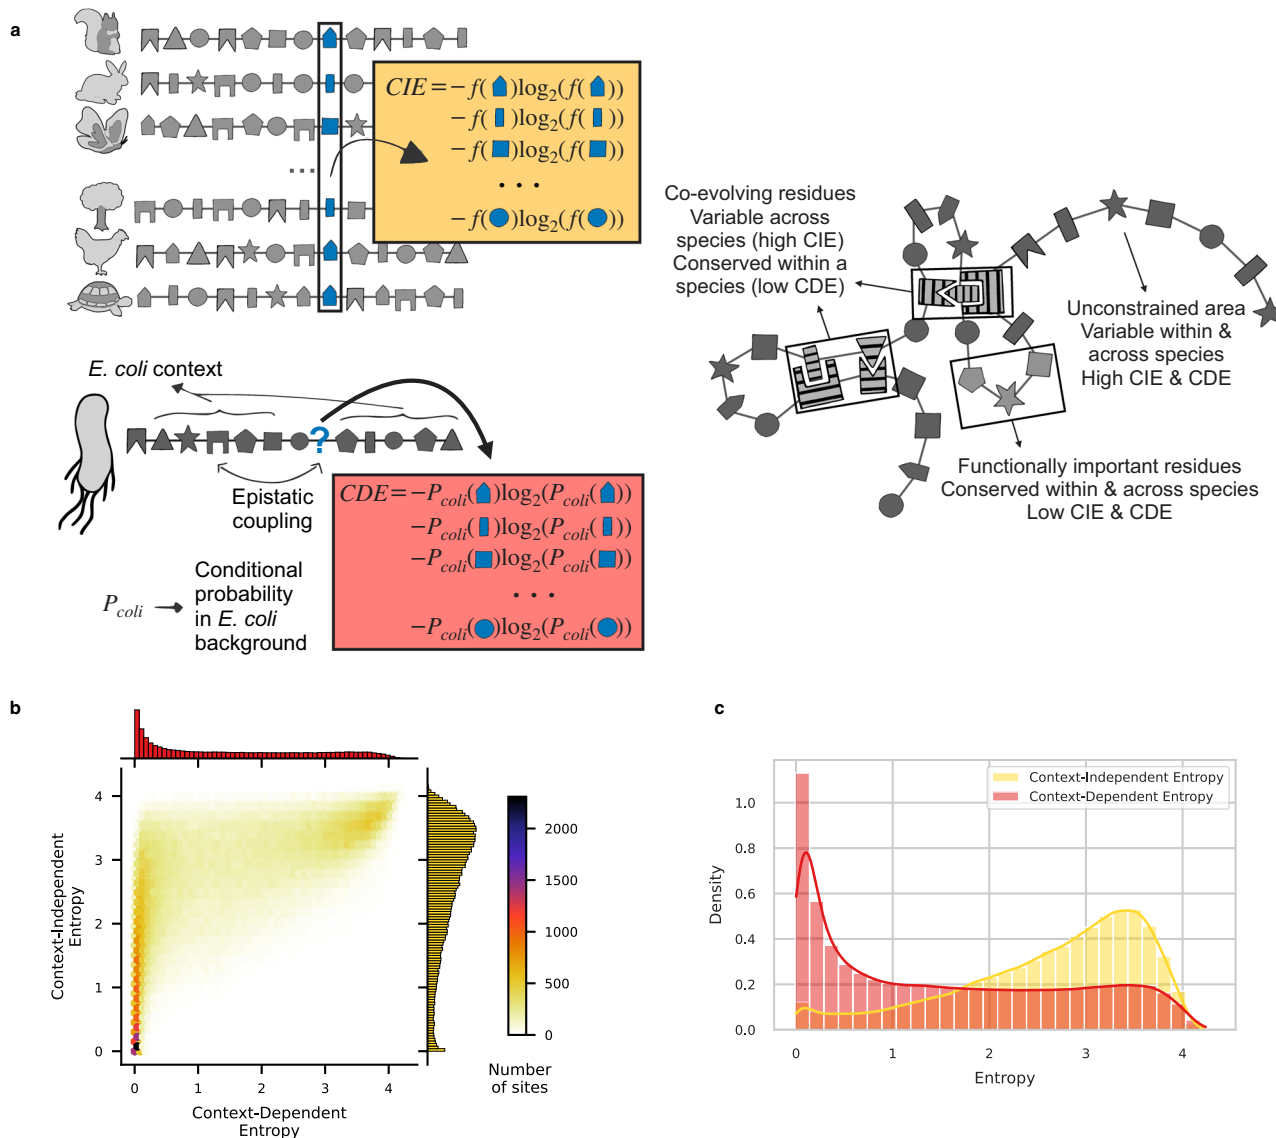 a
CIE = − f( )log2(f( ))
− f( )log2(f( ))
− f( )log2(f( ))
...
− f( )log2(f( ))
...
E. coli context
?
Epistatic
coupling
CDE = −Pcoli( )log2(Pcoli( ))
−Pcoli( )log2(Pcoli( ))
−Pcoli( )log2(Pcoli( ))
...
−Pcoli( )log2(Pcoli( ))
Pcoli
Conditional
probability
in E. coli
background
Co-evolving residues
Variable across
species (high CIE)
Conserved within a
species (low CDE)
Unconstrained area
Variable within &
across species
High CIE & CDE
Functionally important residues
Conserved within & across species
Low CIE & CDE
b
4
3
2
1
0
Context-Independent
Entropy
0 1 2 3 4
Context-Dependent
Entropy
2000
1500
1000
500
0
Number
of sites
c
Context-Independent Entropy
Context-Dependent Entropy
1.0
0.8
0.6
0.4
0.2
0.0
Density
0 1 2 3 4
Entropy